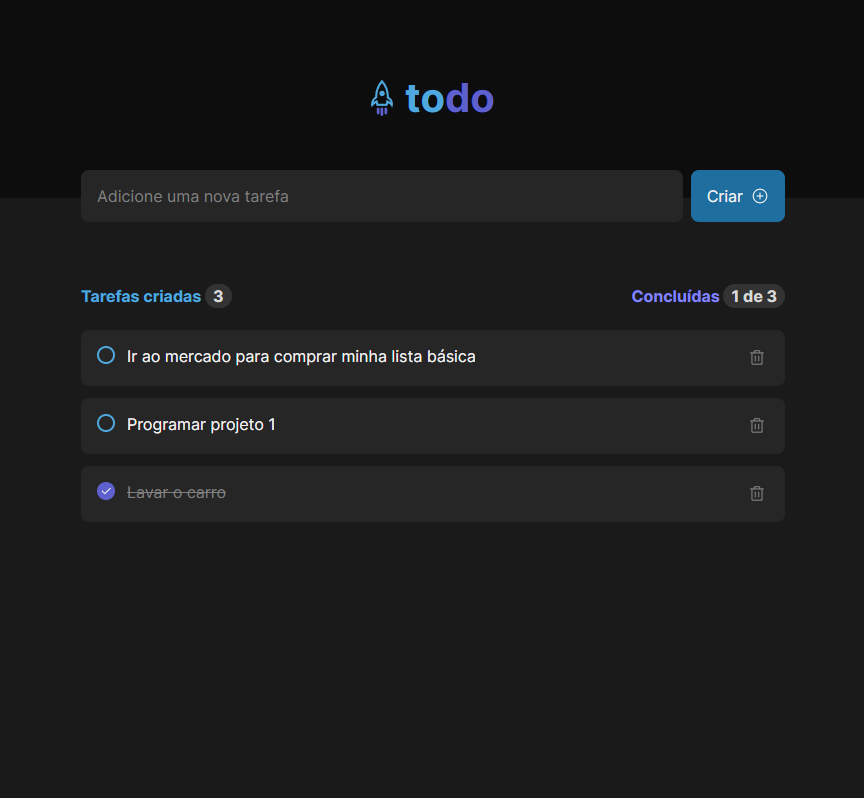 todo
Adicione uma nova tarefa
Criar
Tarefas criadas 3
Concluídas 1 de 3
Ir ao mercado para comprar minha lista básica
Programar projeto 1
Lavar o carro